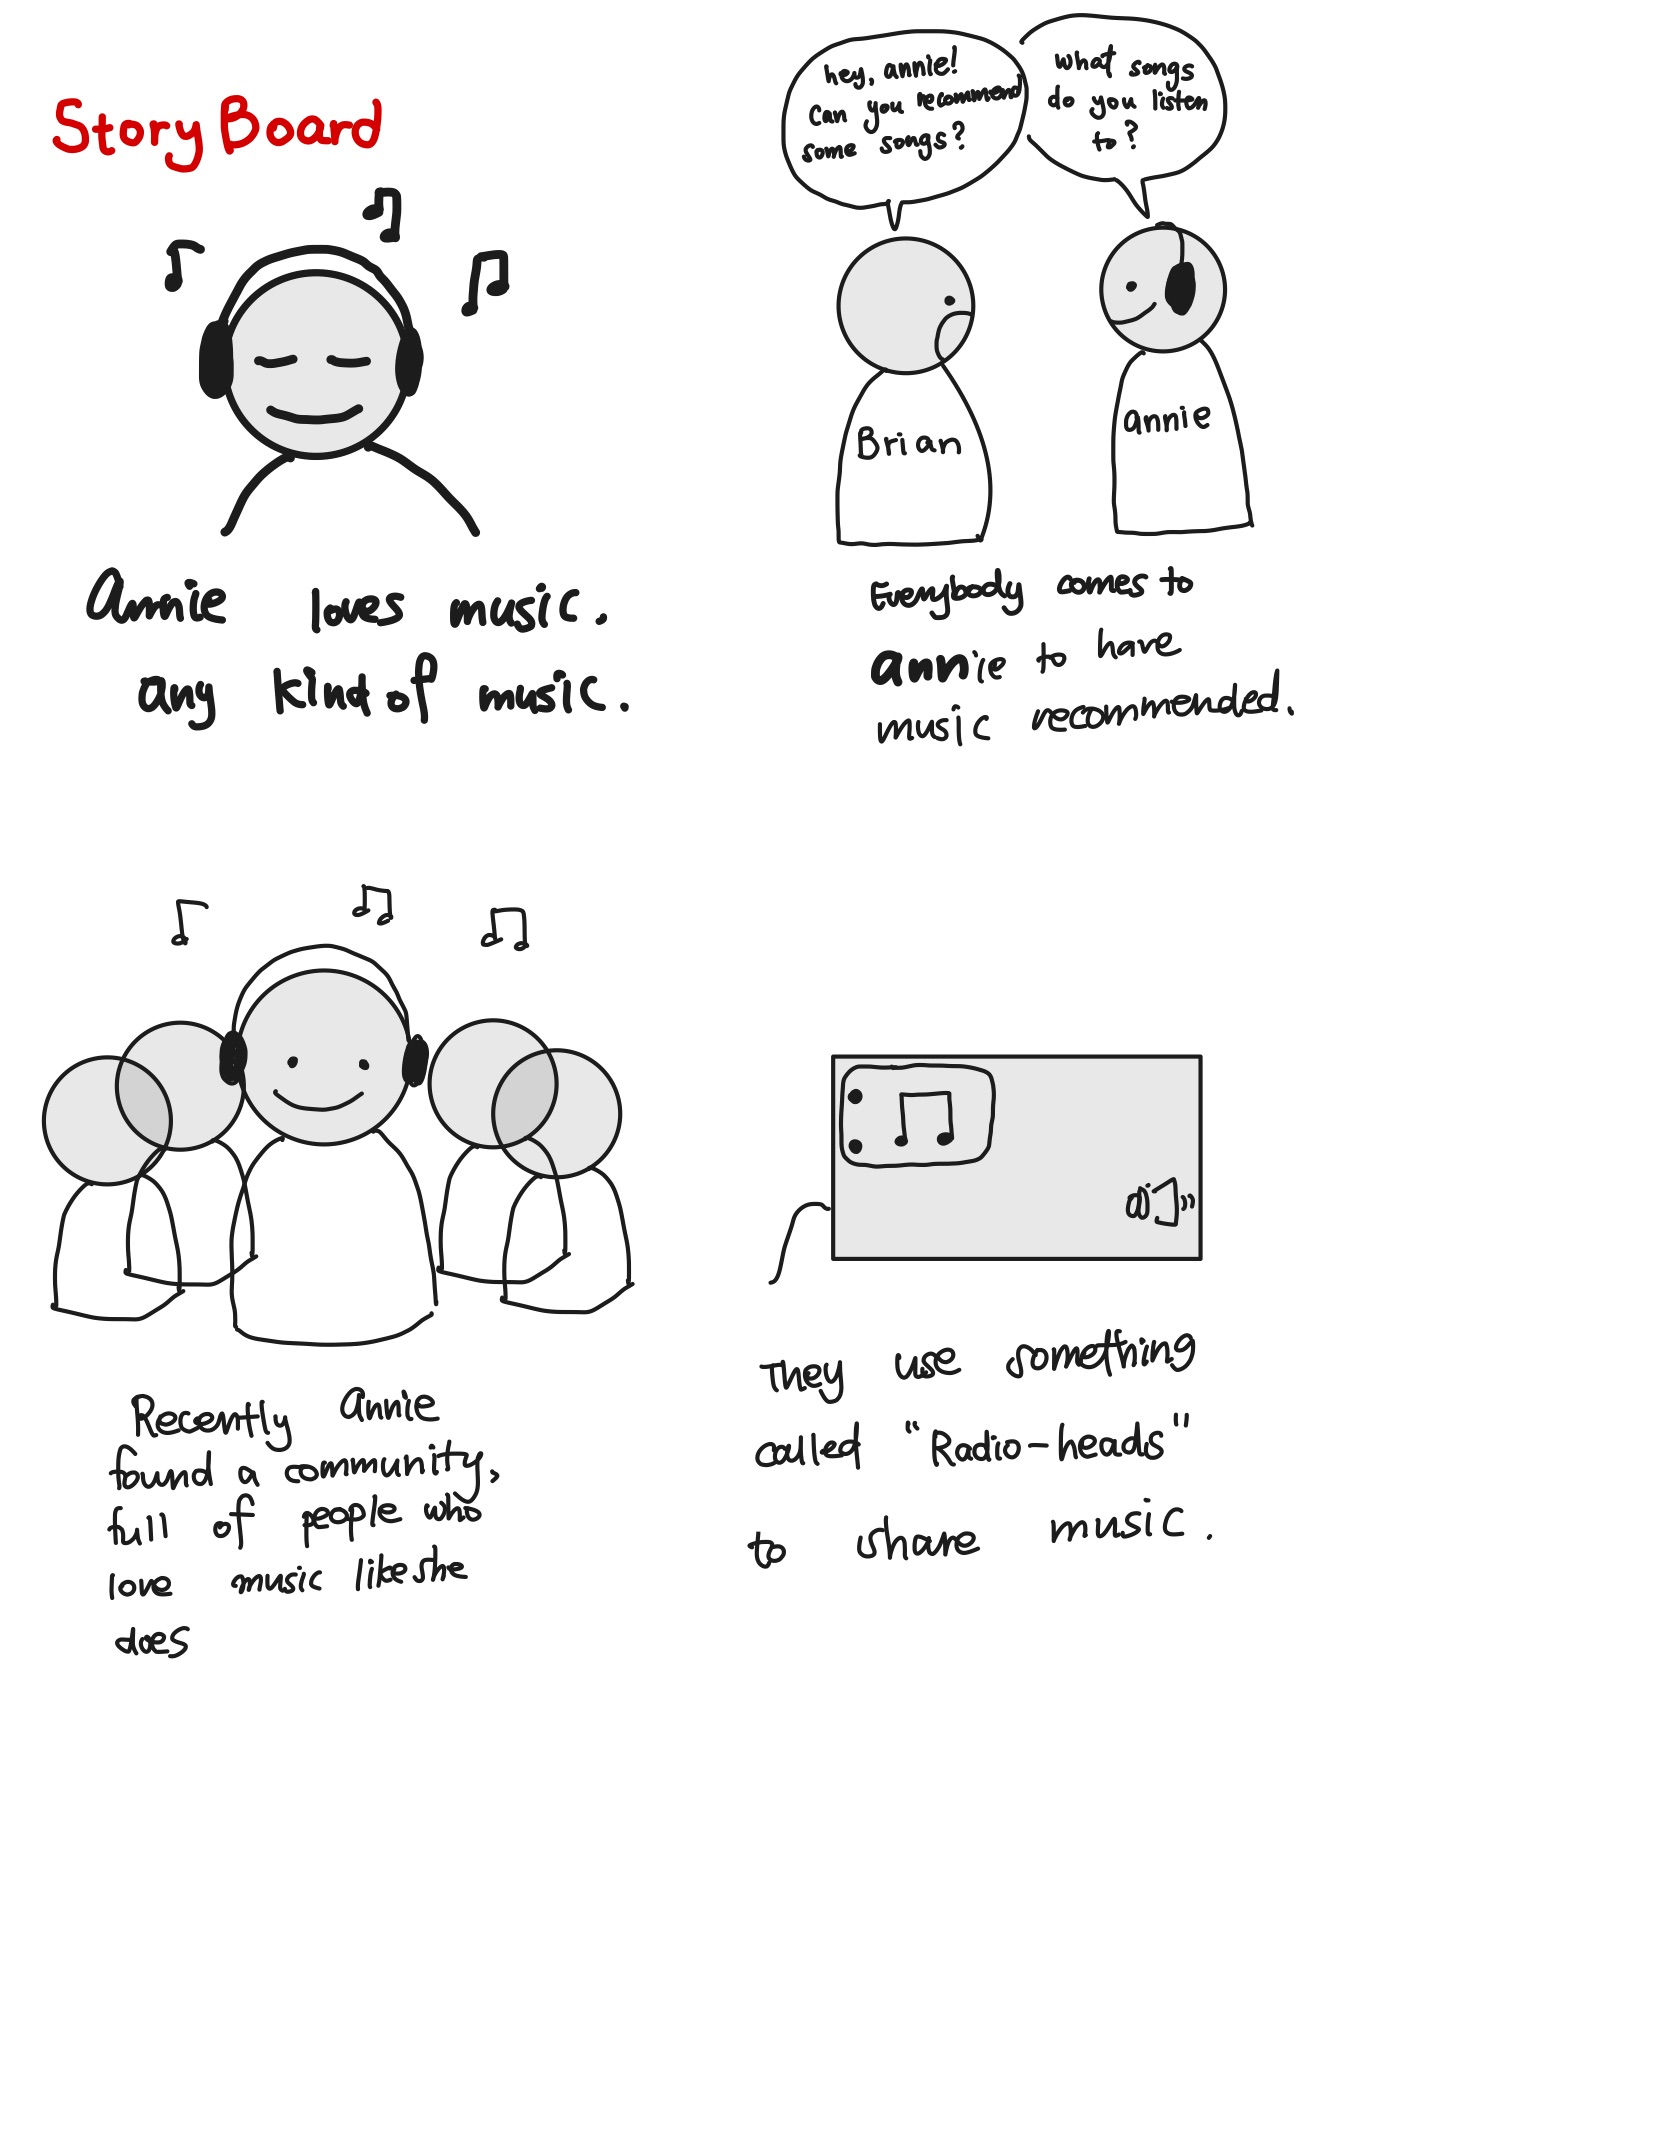 Story Board
Annie loves music.
any kind of music.
hey, annie!
can you recommend
some songs?
what songs
do you listen
to?
Brian
annie
Everybody comes to
annie to have
music recommended.
Recently Annie
found a community,
full of people who
love music like she
does
They use something
called "Radio-heads"
to share music.